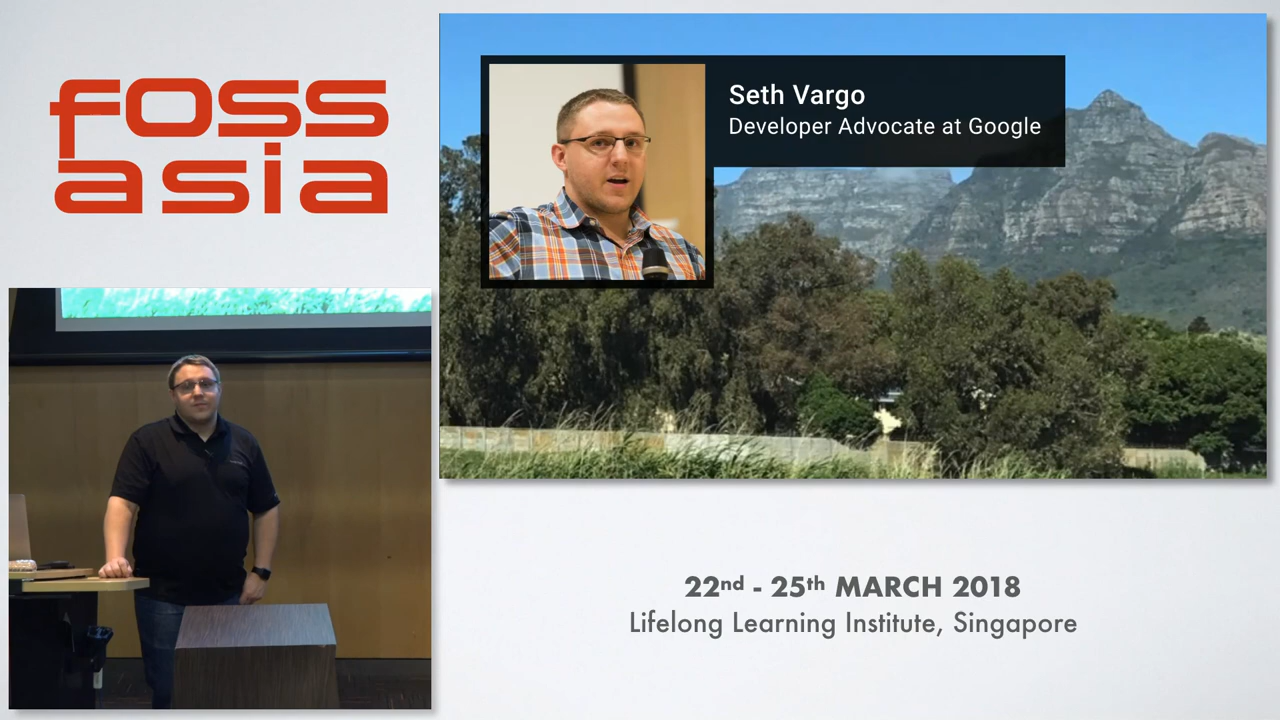 foss
asia
Seth Vargo
Developer Advocate at Google
22nd - 25th MARCH 2018
Lifelong Learning Institute, Singapore